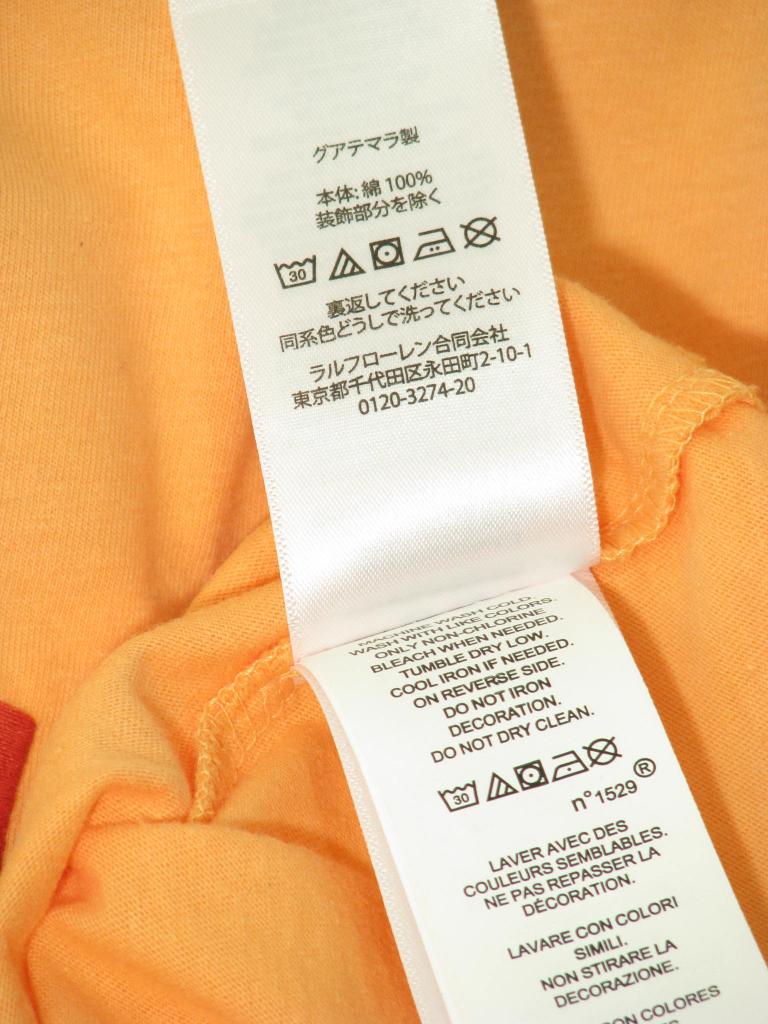 グアテマラ製
本体: 綿 100%
装飾部分を除く
30
裏返してください
同系色どうしで洗ってください
ラルフローレン合同会社
東京都千代田区永田町2-10-1
0120-3274-20
MACHINE WASH COLD.
WASH WITH LIKE COLORS.
ONLY NON-CHLORINE
BLEACH WHEN NEEDED.
TUMBLE DRY LOW.
COOL IRON IF NEEDED.
ON REVERSE SIDE.
DO NOT IRON
DECORATION.
DO NOT DRY CLEAN.
30
n°1529 ®
LAVER AVEC DES
COULEURS SEMBLABLES.
NE PAS REPASSER LA
DÉCORATION.
LAVARE CON COLORI
SIMILI.
NON STIRARE LA
DECORAZIONE.
CON COLORES